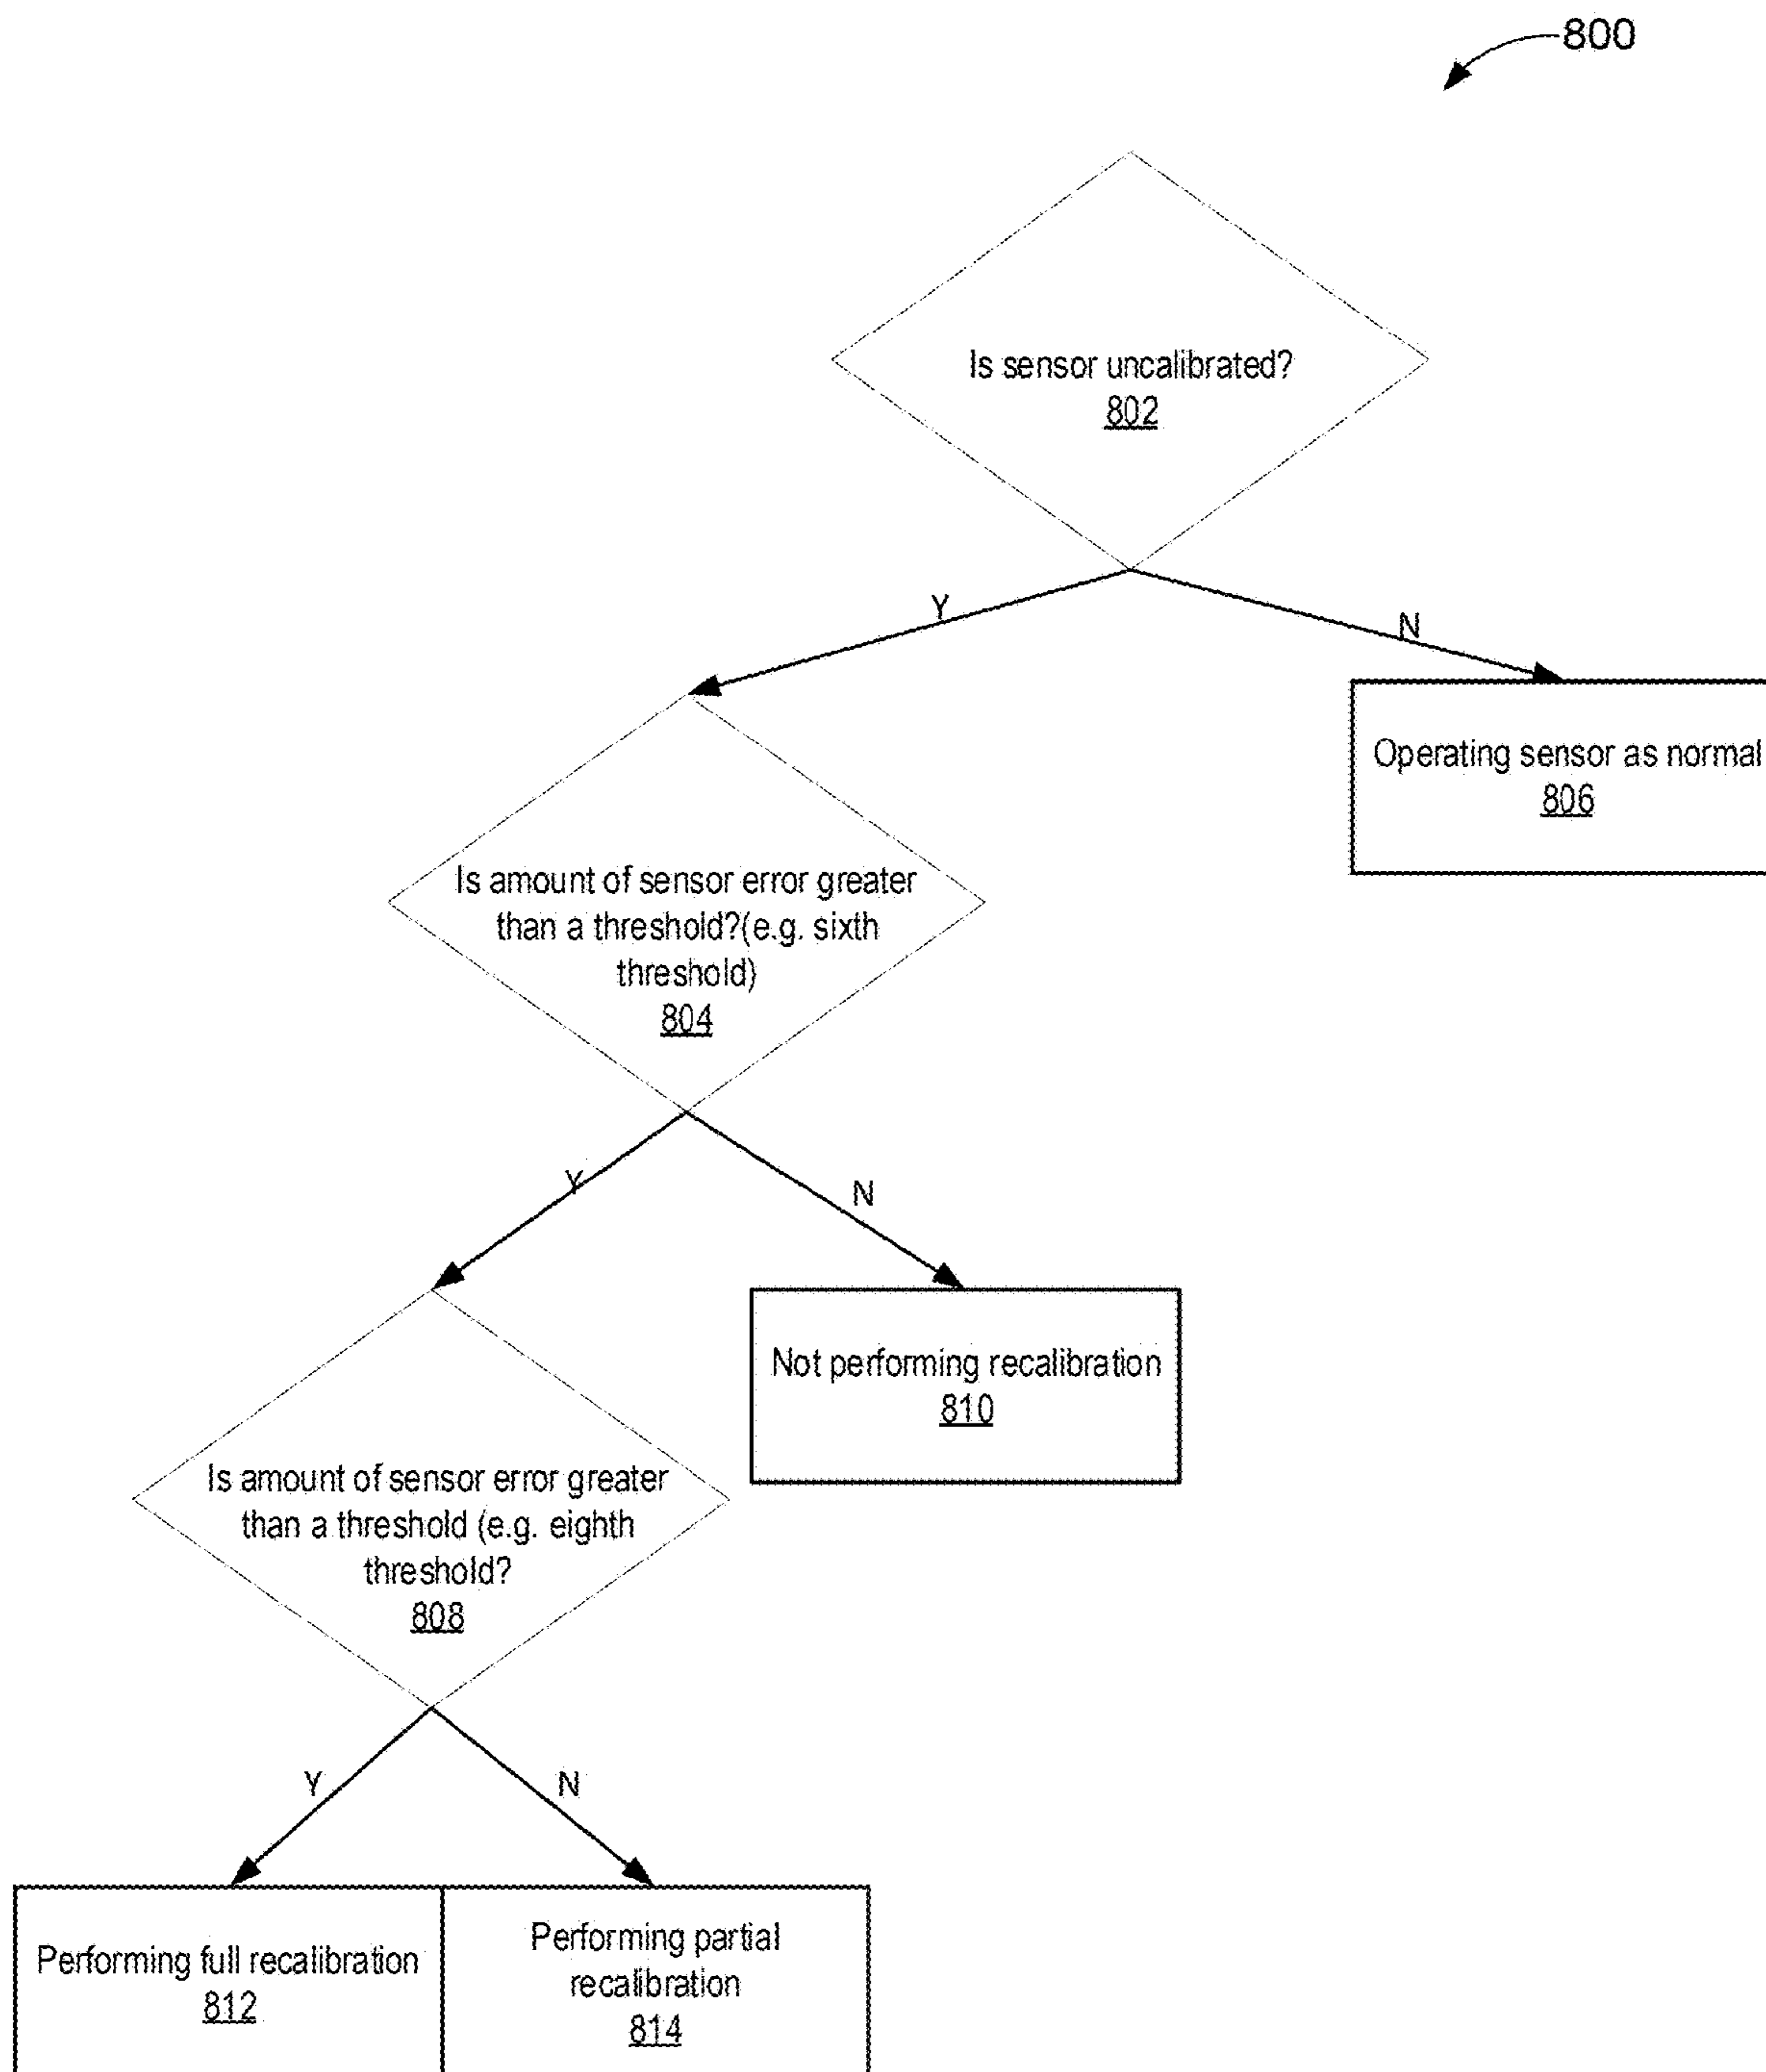 800
Is sensor uncalibrated?
802
Y
N
Operating sensor as normal
806
Is amount of sensor error greater
than a threshold?(e.g. sixth
threshold)
804
Y
N
Not performing recalibration
810
Is amount of sensor error greater
than a threshold (e.g. eighth
threshold?
808
Y
N
Performing full recalibration
812
Performing partial
recalibration
814